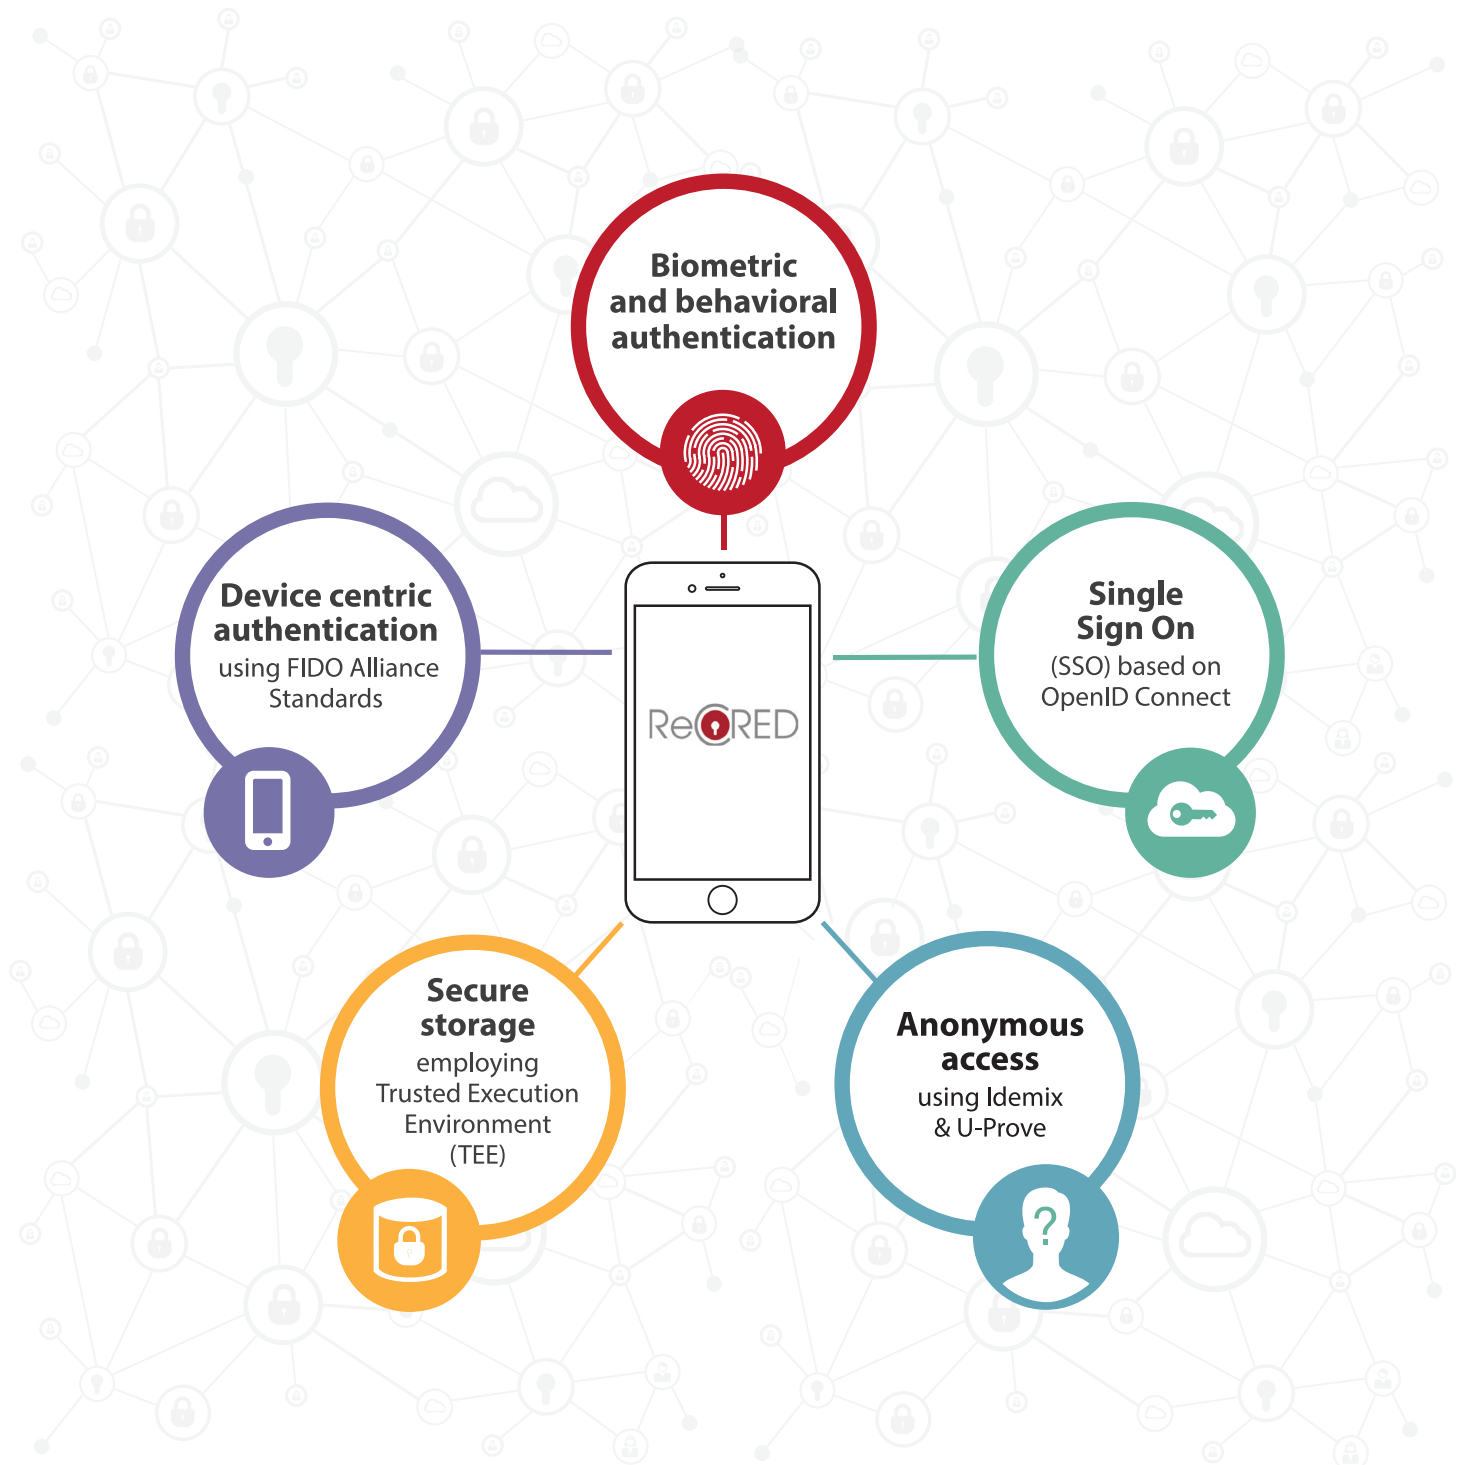 Biometric
and behavioral
authentication
Device centric
authentication
using FIDO Alliance
Standards
Single
Sign On
(SSO) based on
OpenID Connect
ReCRED
Secure
storage
employing
Trusted Execution
Environment
(TEE)
Anonymous
access
using Idemix
& U-Prove
?